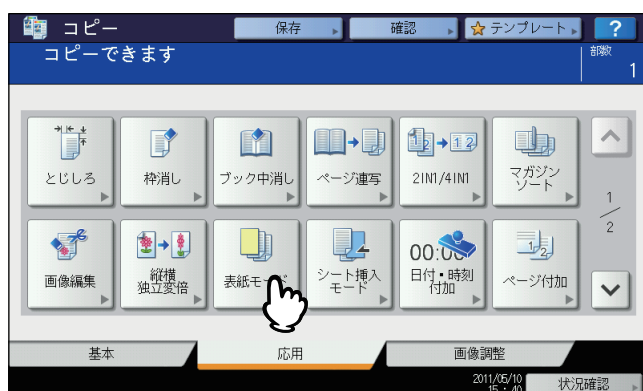 コピー
保存
確認
テンプレート
?
コピーできます
部数
1
とじしろ
枠消し
ブック中消し
ページ連写
2IN1/4IN1
マガジン
ソート
1
2
画像編集
縦横
独立変倍
表紙モード
シート挿入
モード
00:00
日付・時刻
付加
ページ付加
基本
応用
画像調整
2011/05/10
15:40
状況確認